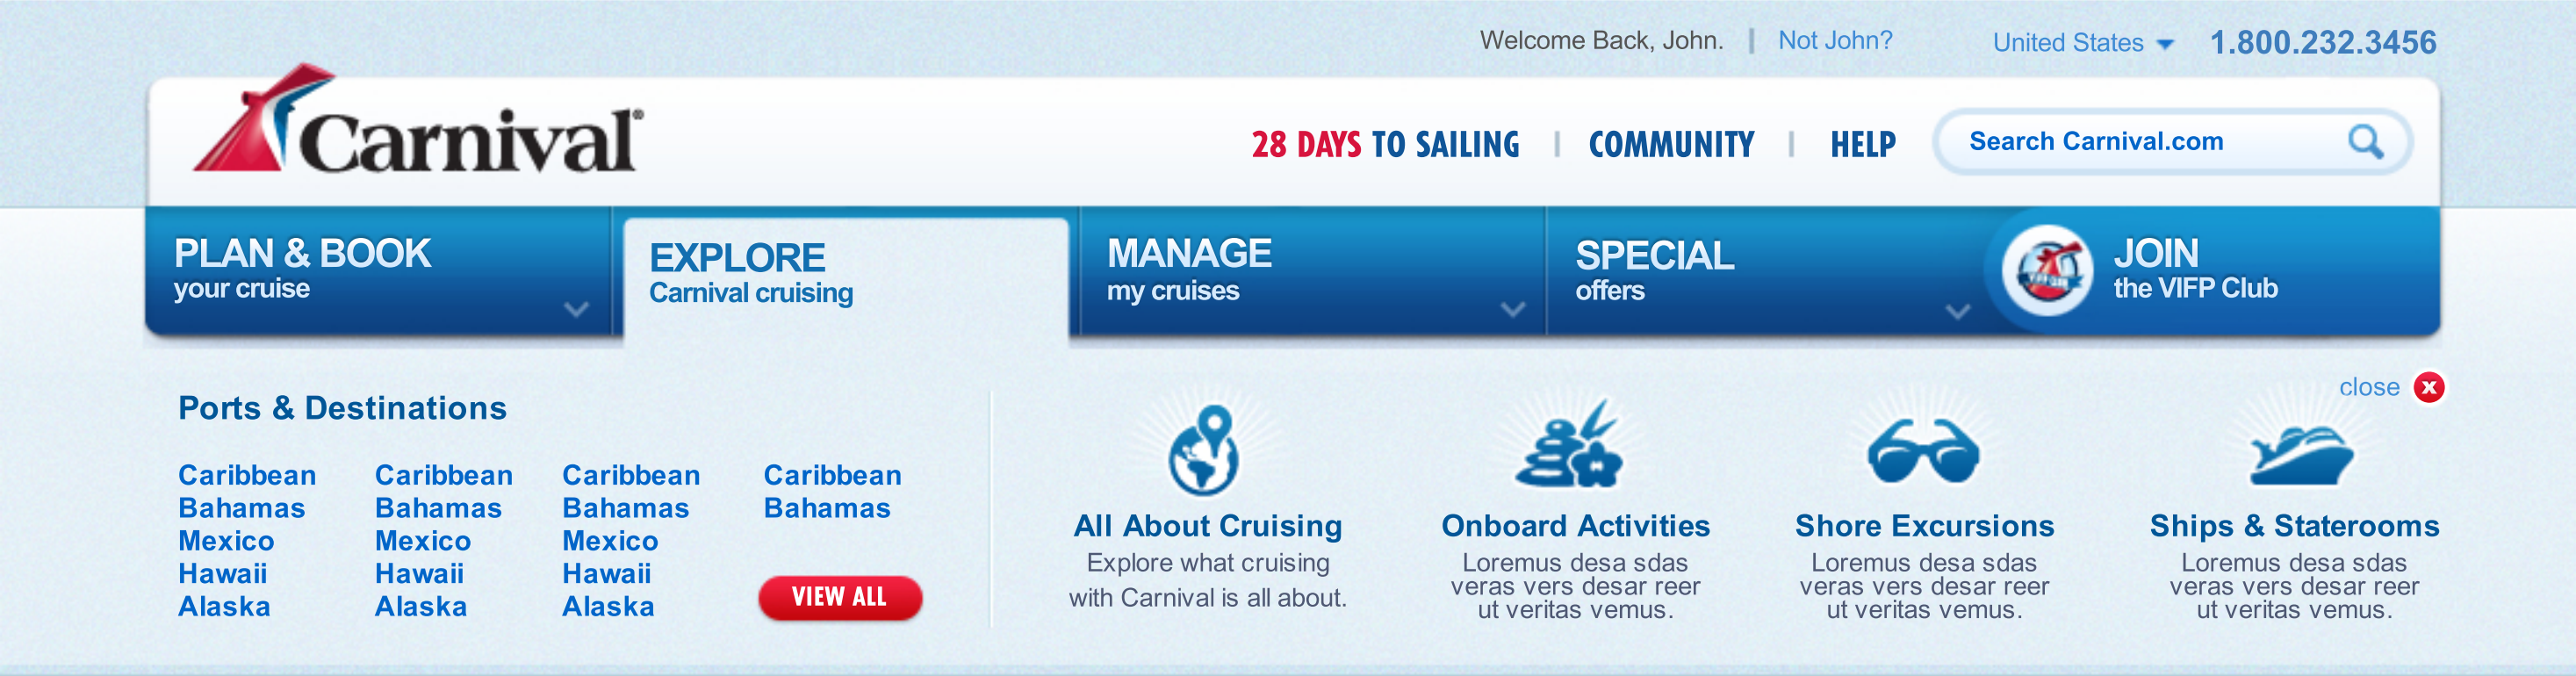 Welcome Back, John. | Not John? United States 1.800.232.3456
Carnival®
28 DAYS TO SAILING | COMMUNITY | HELP Search Carnival.com
PLAN & BOOK
your cruise
EXPLORE
Carnival cruising
MANAGE
my cruises
SPECIAL
offers
JOIN
the VIFP Club
close x
Ports & Destinations
Caribbean
Bahamas
Mexico
Hawaii
Alaska
Caribbean
Bahamas
Mexico
Hawaii
Alaska
Caribbean
Bahamas
Mexico
Hawaii
Alaska
Caribbean
Bahamas
VIEW ALL
All About Cruising
Explore what cruising
with Carnival is all about.
Onboard Activities
Loremus desa sdas
veras vers desar reer
ut veritas vemus.
Shore Excursions
Loremus desa sdas
veras vers desar reer
ut veritas vemus.
Ships & Staterooms
Loremus desa sdas
veras vers desar reer
ut veritas vemus.